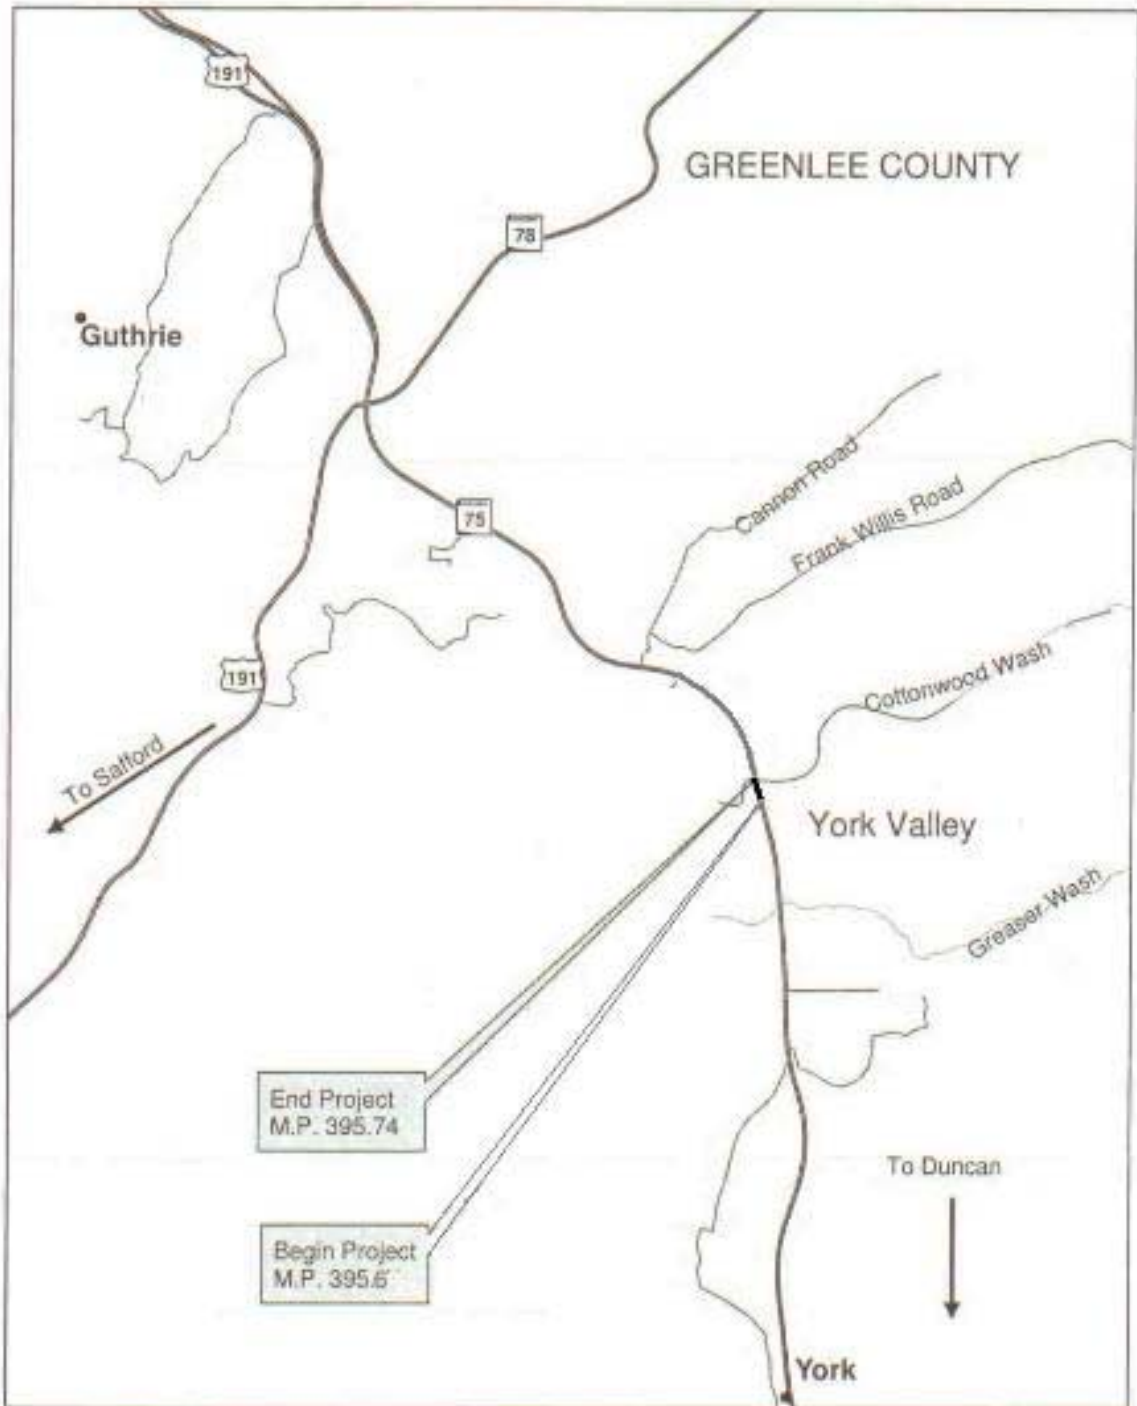 191
GREENLEE COUNTY
78
Guthrie
Cannon Road
75
Frank Willis Road
191
Cottonwood Wash
To Safford
York Valley
Greaser Wash
End Project
M.P. 395.74
To Duncan
Begin Project
M.P. 395.6
York